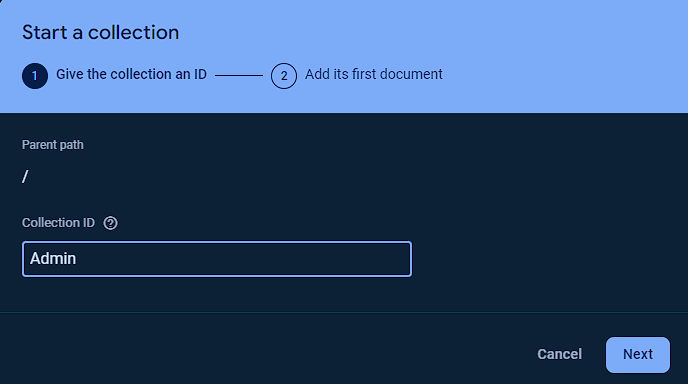 Start a collection
1 Give the collection an ID 2 Add its first document
Parent path
/
Collection ID ?
Admin
Cancel Next